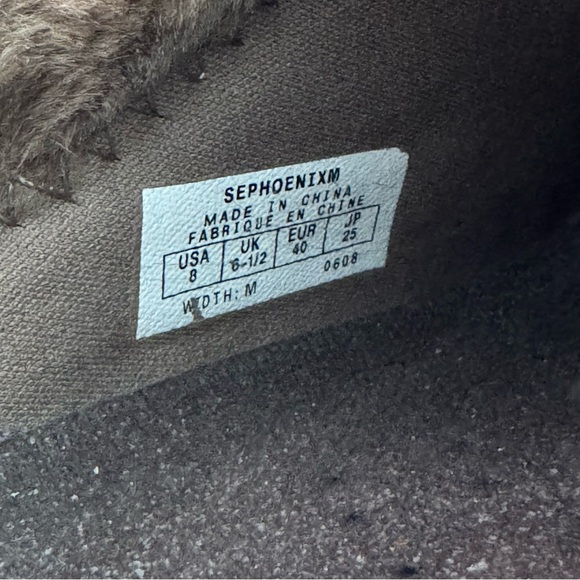 SEPHOENIXM
MADE IN CHINA
FABRIQUE EN CHINE
USA UK EUR JP
8 6-1/2 40 25
WIDTH: M 0608